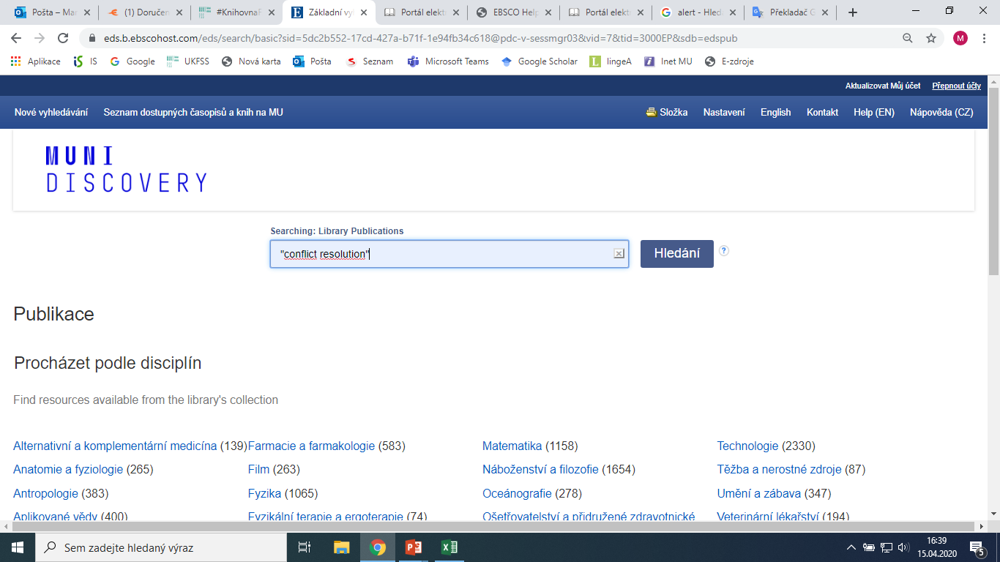 Pošta – Mar
(1) Doručen
#KnihovnaF
Základní vyl
Portál elektr
EBSCO Help
Portál elektr
alert - Hled
Překladač G
eds.b.ebscohost.com/eds/search/basic?sid=5dc2b552-17cd-427a-b71f-1e94fb34c618@pdc-v-sessmgr03&vid=7&tid=3000EP&sdb=edspub
M
Aplikace IS Google UKFSS Nová karta Pošta Seznam Microsoft Teams Google Scholar lingeA Inet MU E-zdroje
Aktualizovat Můj účet Přepnout účty
Nové vyhledávání Seznam dostupných časopisů a knih na MU Složka Nastavení English Kontakt Help (EN) Nápověda (CZ)
MUNI
DISCOVERY
Searching: Library Publications
"conflict resolution"
Hledání
?
Publikace
Procházet podle disciplín
Find resources available from the library's collection
Alternativní a komplementární medicína (139) Farmacie a farmakologie (583) Matematika (1158) Technologie (2330)
Anatomie a fyziologie (265) Film (263) Náboženství a filozofie (1654) Těžba a nerostné zdroje (87)
Antropologie (383) Fyzika (1065) Oceánografie (278) Umění a zábava (347)
Aplikované vědy (400) Fyzikální terapie a ergoterapie (74) Ošetřovatelství a přidružené zdravotnické Veterinární lékařství (194)
Sem zadejte hledaný výraz
16:39
15.04.2020
5